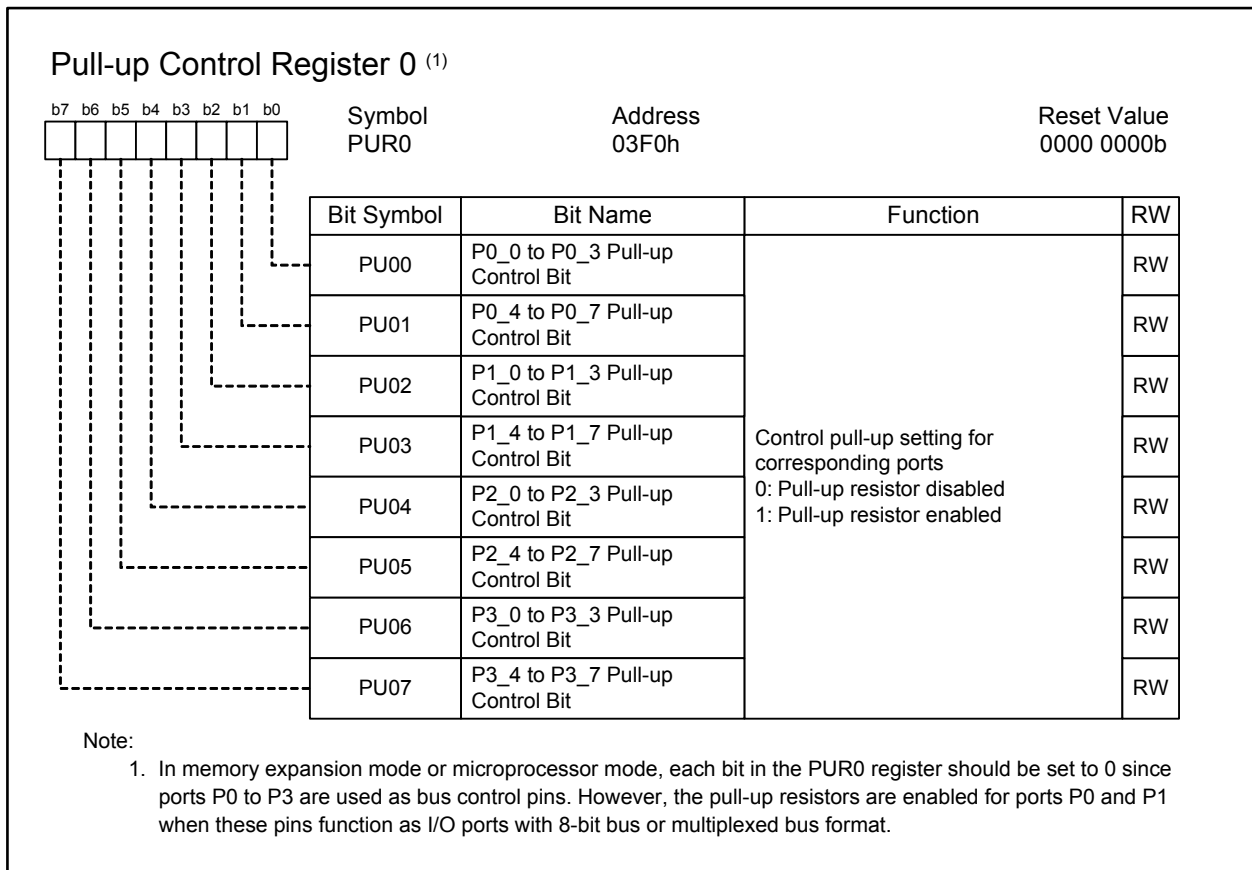 Pull-up Control Register 0 (1)
b7 b6 b5 b4 b3 b2 b1 b0
Symbol Address Reset Value
PUR0 03F0h 0000 0000b
Bit Symbol Bit Name Function RW
PU00 P0_0 to P0_3 Pull-up
Control Bit RW
PU01 P0_4 to P0_7 Pull-up
Control Bit RW
PU02 P1_0 to P1_3 Pull-up
Control Bit RW
PU03 P1_4 to P1_7 Pull-up
Control Bit RW
PU04 P2_0 to P2_3 Pull-up
Control Bit RW
PU05 P2_4 to P2_7 Pull-up
Control Bit RW
PU06 P3_0 to P3_3 Pull-up
Control Bit RW
PU07 P3_4 to P3_7 Pull-up
Control Bit RW
Control pull-up setting for
corresponding ports
0: Pull-up resistor disabled
1: Pull-up resistor enabled
Note:
1. In memory expansion mode or microprocessor mode, each bit in the PUR0 register should be set to 0 since
ports P0 to P3 are used as bus control pins. However, the pull-up resistors are enabled for ports P0 and P1
when these pins function as I/O ports with 8-bit bus or multiplexed bus format.